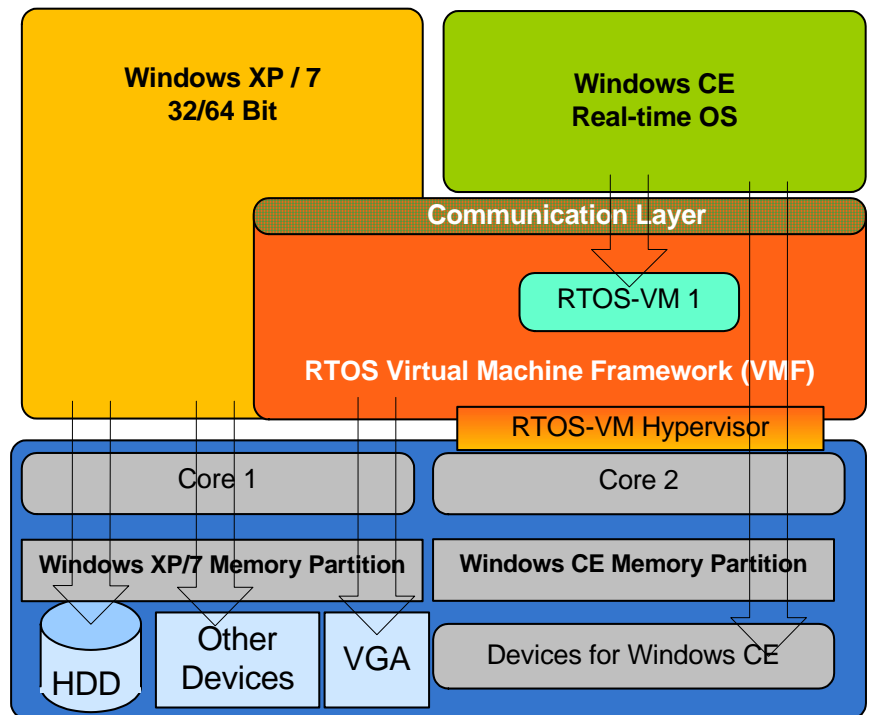 Windows XP / 7
32/64 Bit
Windows CE
Real-time OS
Communication Layer
RTOS-VM 1
RTOS Virtual Machine Framework (VMF)
RTOS-VM Hypervisor
Core 1
Core 2
Windows XP/7 Memory Partition
Windows CE Memory Partition
HDD
Other
Devices
VGA
Devices for Windows CE